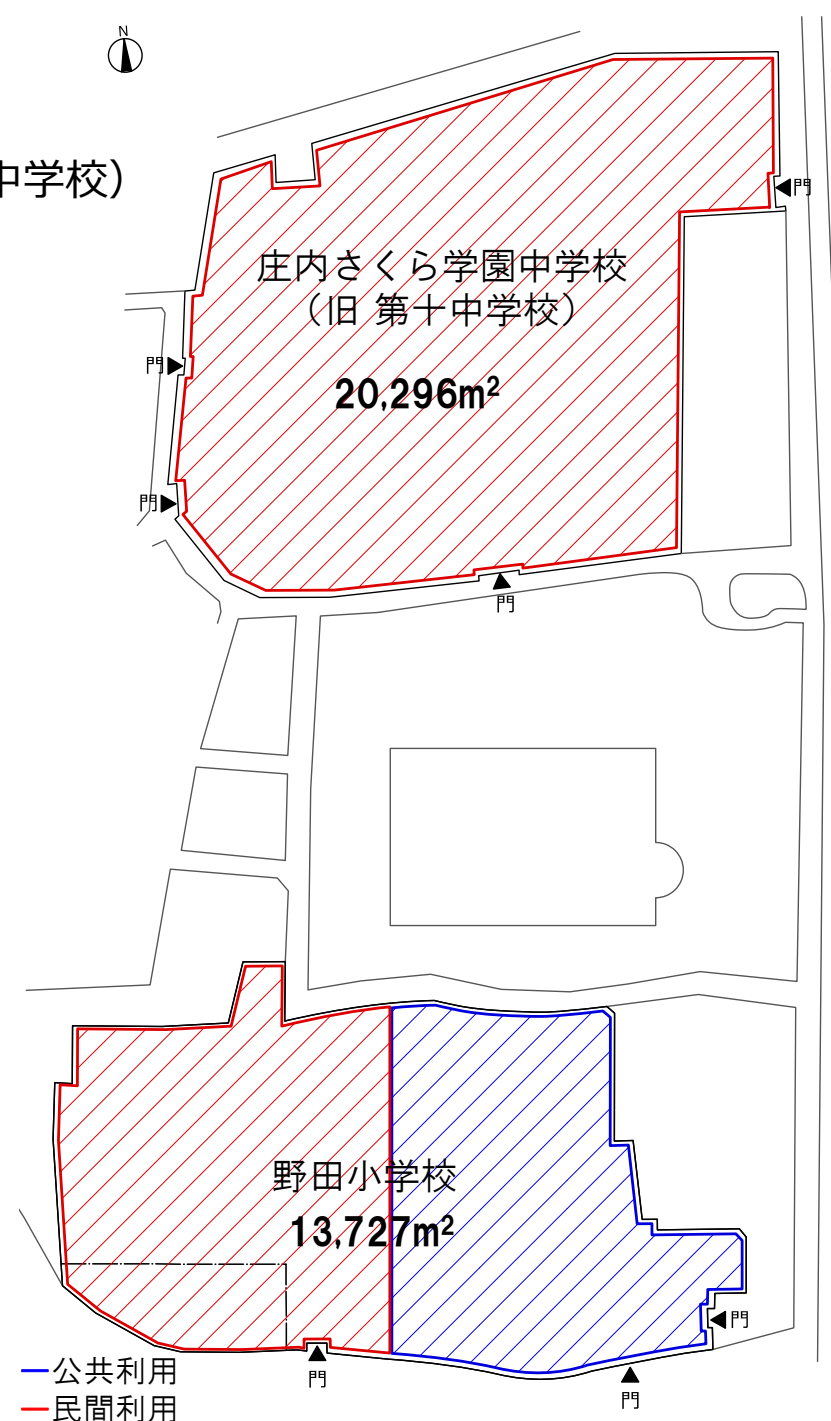 N
中学校）
門
庄内さくら学園中学校
（旧 第十中学校）
門
20,296m²
門
門
野田小学校
13,727m²
門
公共利用
門
門
民間利用